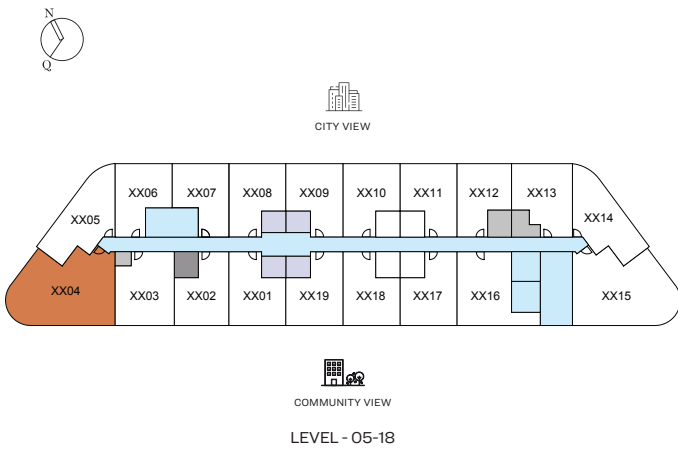 N
Q
CITY VIEW
XX06 XX07 XX08 XX09 XX10 XX11 XX12 XX13
XX05 XX14
XX04 XX03 XX02 XX01 XX19 XX18 XX17 XX16 XX15
COMMUNITY VIEW
LEVEL - 05-18